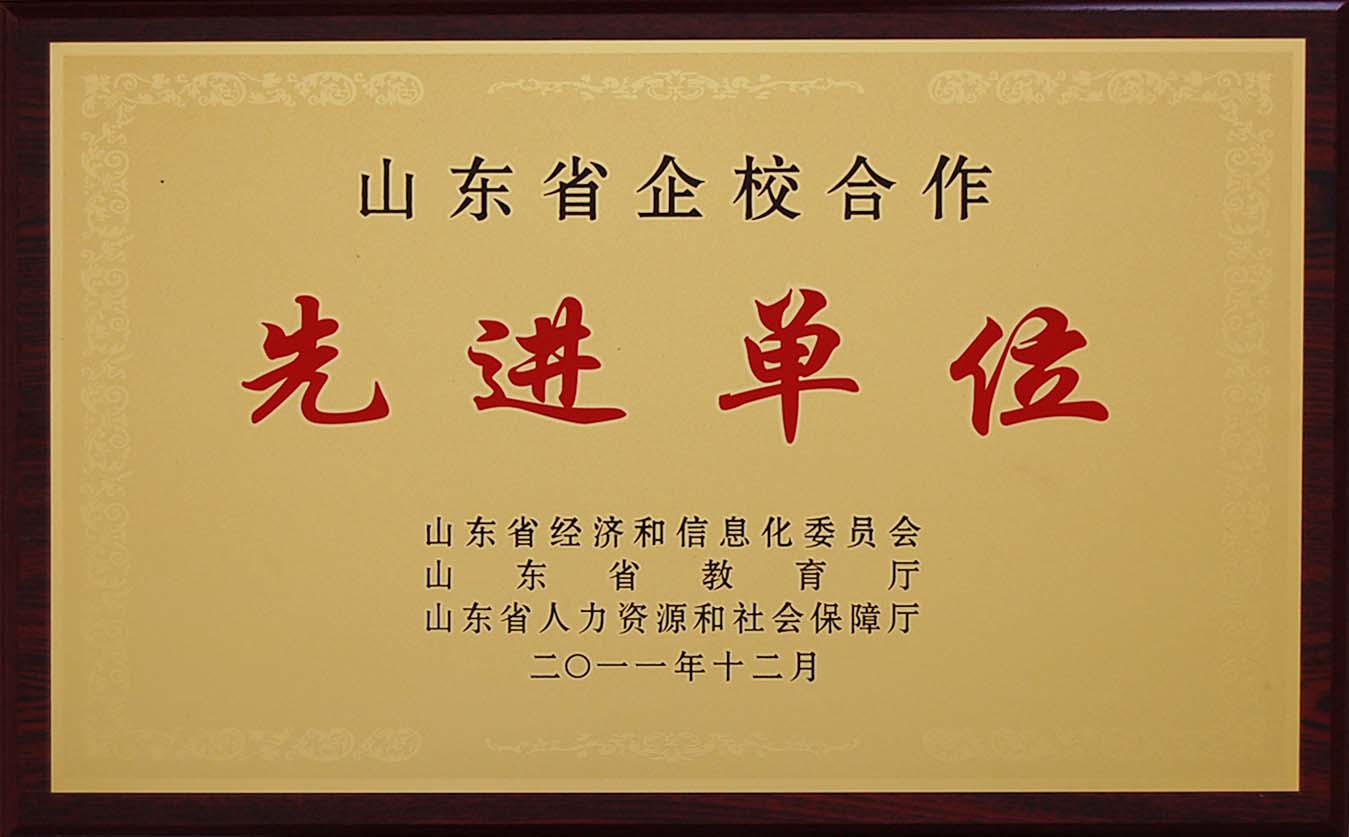 山东省企校合作
先进单位
山东省经济和信息化委员会
山东省教育厅
山东省人力资源和社会保障厅
二〇一一年十二月